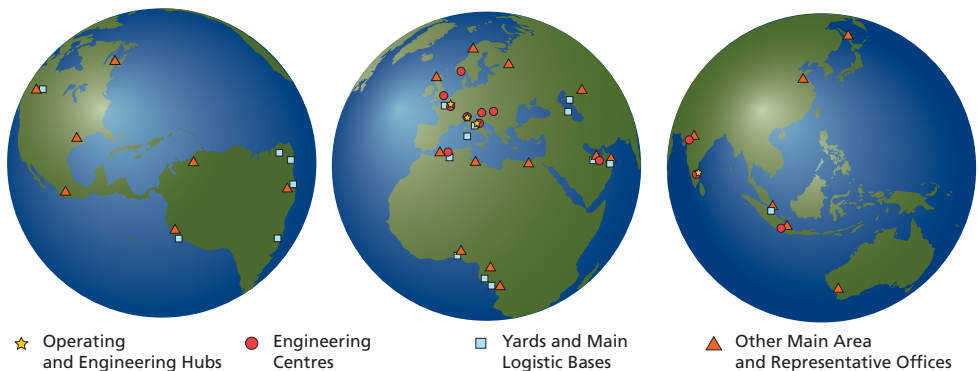 Operating
and Engineering Hubs
Engineering
Centres
Yards and Main
Logistic Bases
Other Main Area
and Representative Offices